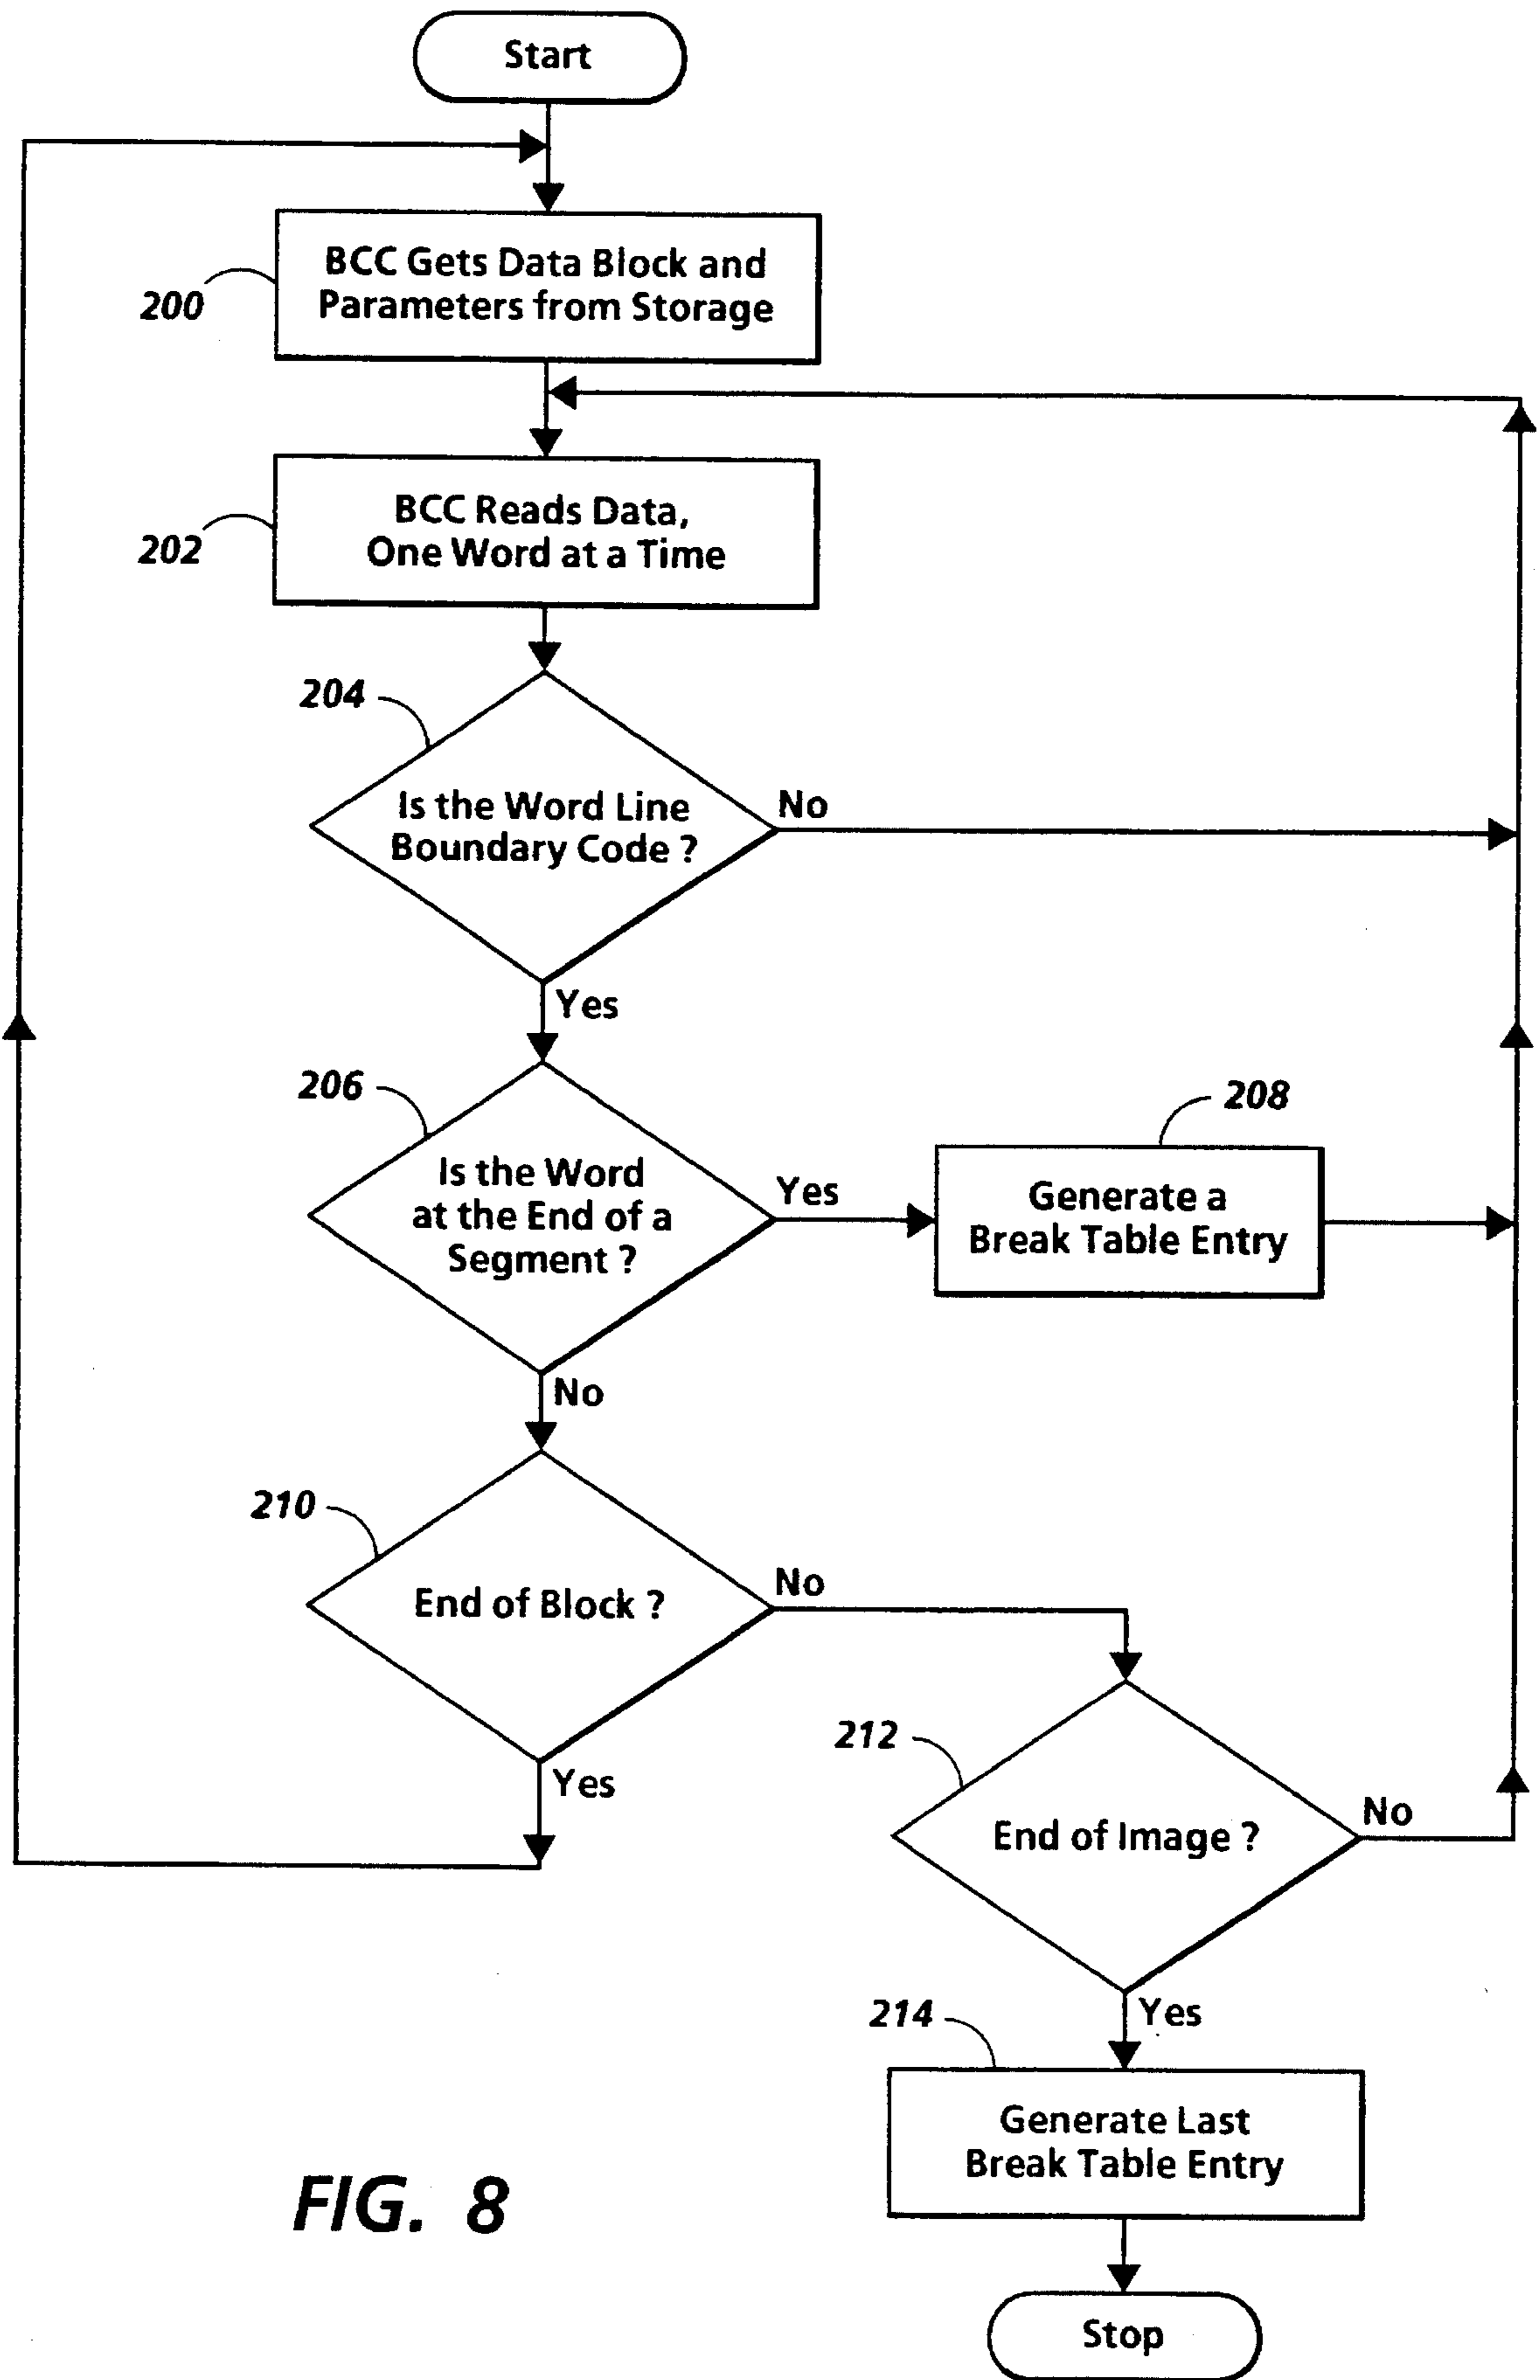 Start
BCC Gets Data Block and
Parameters from Storage
200
BCC Reads Data,
One Word at a Time
202
204
Is the Word Line
Boundary Code ?
No
Yes
206
Is the Word
at the End of a
Segment ?
Yes
208
Generate a
Break Table Entry
No
210
End of Block ?
No
Yes
212
End of Image ?
No
Yes
214
Generate Last
Break Table Entry
Stop
FIG. 8